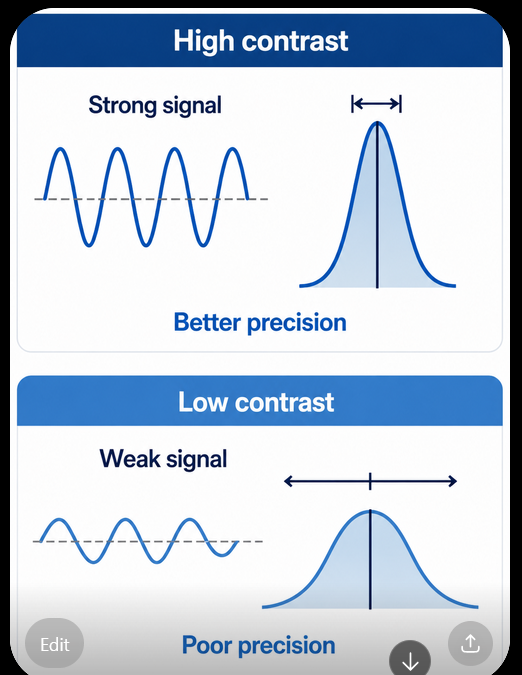 High contrast
Strong signal
Better precision
Low contrast
Weak signal
Poor precision
Edit